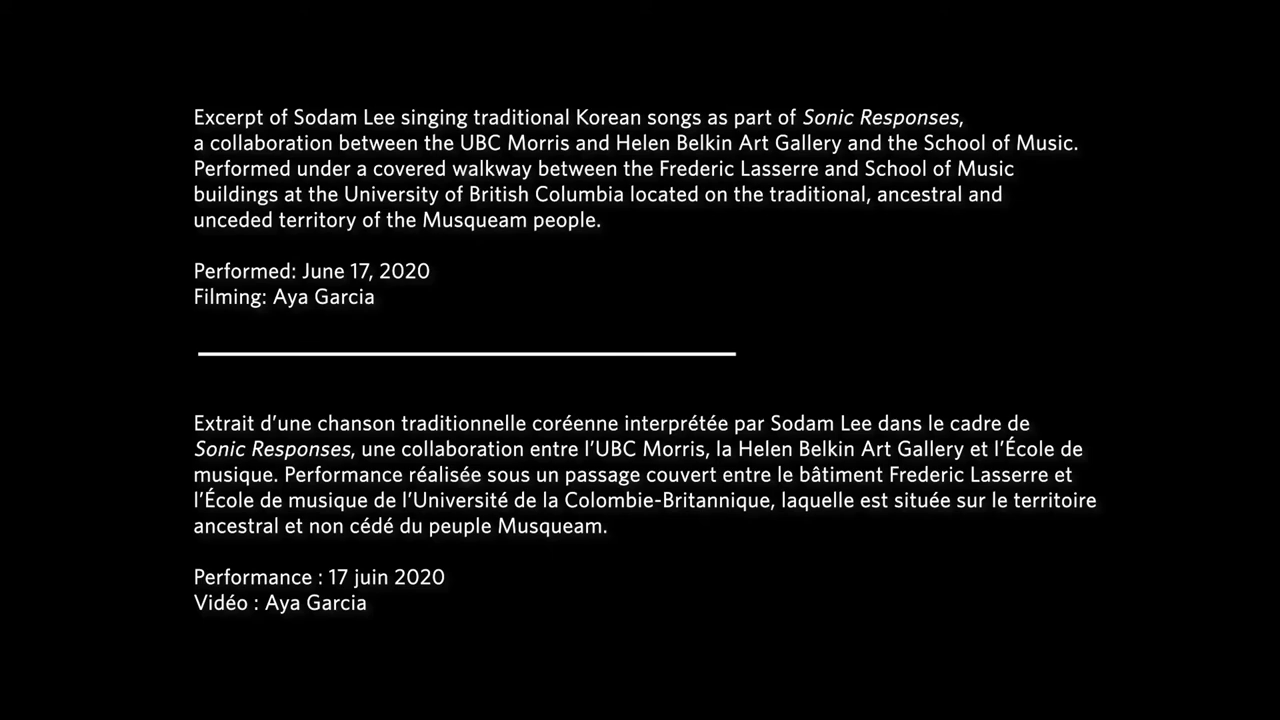 Excerpt of Sodam Lee singing traditional Korean songs as part of Sonic Responses,
a collaboration between the UBC Morris and Helen Belkin Art Gallery and the School of Music.
Performed under a covered walkway between the Frederic Lasserre and School of Music
buildings at the University of British Columbia located on the traditional, ancestral and
unceded territory of the Musqueam people.
Performed: June 17, 2020
Filming: Aya Garcia
Extrait d’une chanson traditionnelle coréenne interprétée par Sodam Lee dans le cadre de
Sonic Responses, une collaboration entre l’UBC Morris, la Helen Belkin Art Gallery et l’École de
musique. Performance réalisée sous un passage couvert entre le bâtiment Frederic Lasserre et
l’École de musique de l’Université de la Colombie-Britannique, laquelle est située sur le territoire
ancestral et non cédé du peuple Musqueam.
Performance : 17 juin 2020
Vidéo : Aya Garcia